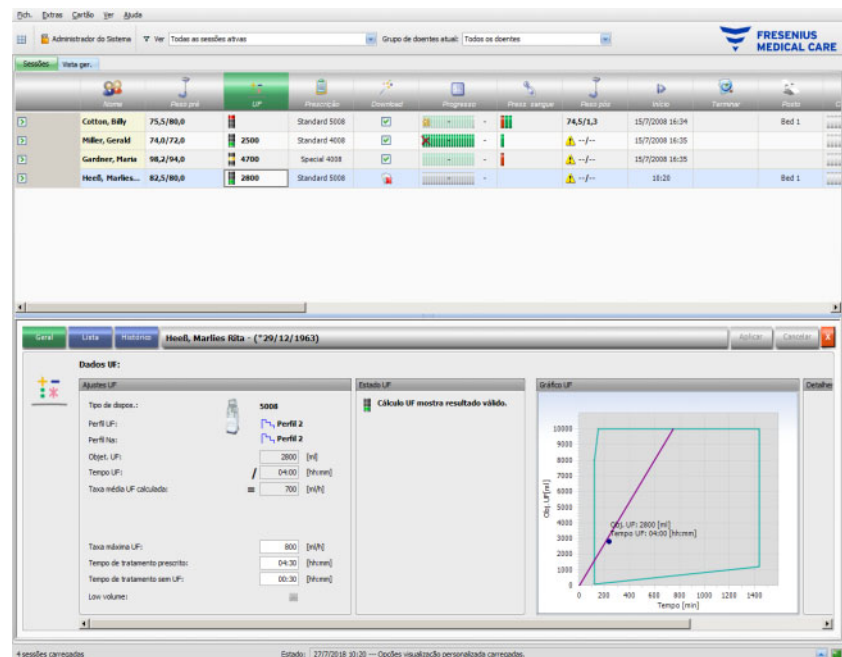 Fich. Extras Cartão Ver Ajuda
Administrador do Sistema Ver Todas as sessões ativas Grupo de doentes atual: Todos os doentes
FRESENIUS
MEDICAL CARE
Sessões Vista ger.
Nome Peso pré UF Prescrição Download Progresso Press. sangue Peso pós Início Terminar Posto
Cotton, Billy 75,5/80,0 Standard 5008 - 74,5/1,3 15/7/2008 16:34 Bed 1
Miller, Gerald 74,0/72,0 2500 Standard 4008 - --/-- 15/7/2008 16:35
Gardner, Maria 98,2/94,0 4700 Special 4008 - --/-- 15/7/2008 16:35
Heeß, Marlies... 82,5/80,0 2800 Standard 5008 - --/-- 10:20 Bed 1
Geral Lista Histórico Heeß, Marlies Rita - (*29/12/1963) Aplicar Cancelar X
Dados UF:
Ajustes UF Estado UF Gráfico UF Detalhes
Tipo de dispos.: 5008
Cálculo UF mostra resultado válido.
Perfil UF: Perfil 2
Perfil Na: Perfil 2
Objet. UF: 2800 [ml]
Tempo UF: / 04:00 [hh:mm]
Taxa média UF calculada: = 700 [ml/h]
Taxa máxima UF: 800 [ml/h]
Tempo de tratamento prescrito: 04:30 [hh:mm]
Tempo de tratamento sem UF: 00:30 [hh:mm]
Low volume:
Obj. UF[ml]
10000
9000
8000
7000
6000
5000
4000
3000
2000
1000
0
Obj. UF: 2800 [ml]
Tempo UF: 04:00 [hh:mm]
0 200 400 600 800 1000 1200 1400
Tempo [min]
4 sessões carregadas Estado: 27/7/2018 10:20 --- Opções visualização personalizada carregadas.